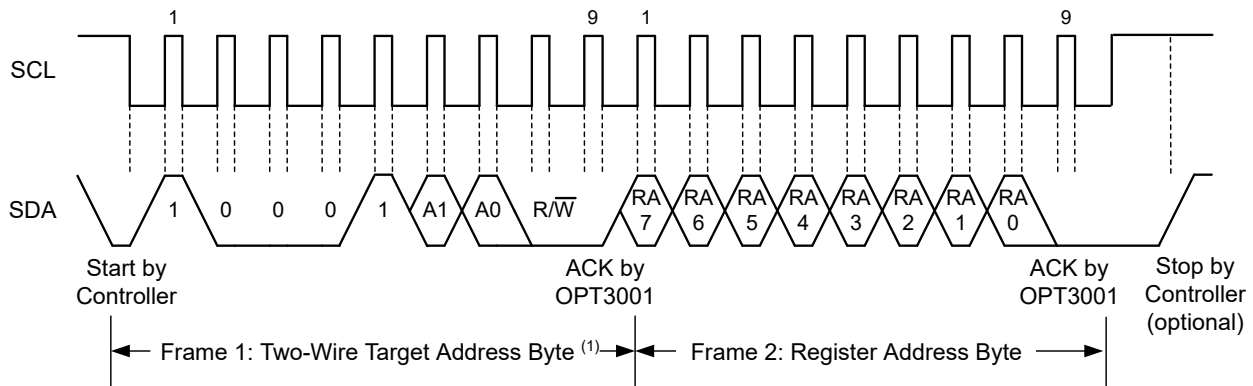 1 9 1 9
SCL
SDA
1 0 0 0 1 A1 A0 R/W RA RA RA RA RA RA RA RA
7 6 5 4 3 2 1 0
Start by ACK by ACK by Stop by
Controller OPT3001 OPT3001 Controller
(optional)
Frame 1: Two-Wire Target Address Byte (1) Frame 2: Register Address Byte